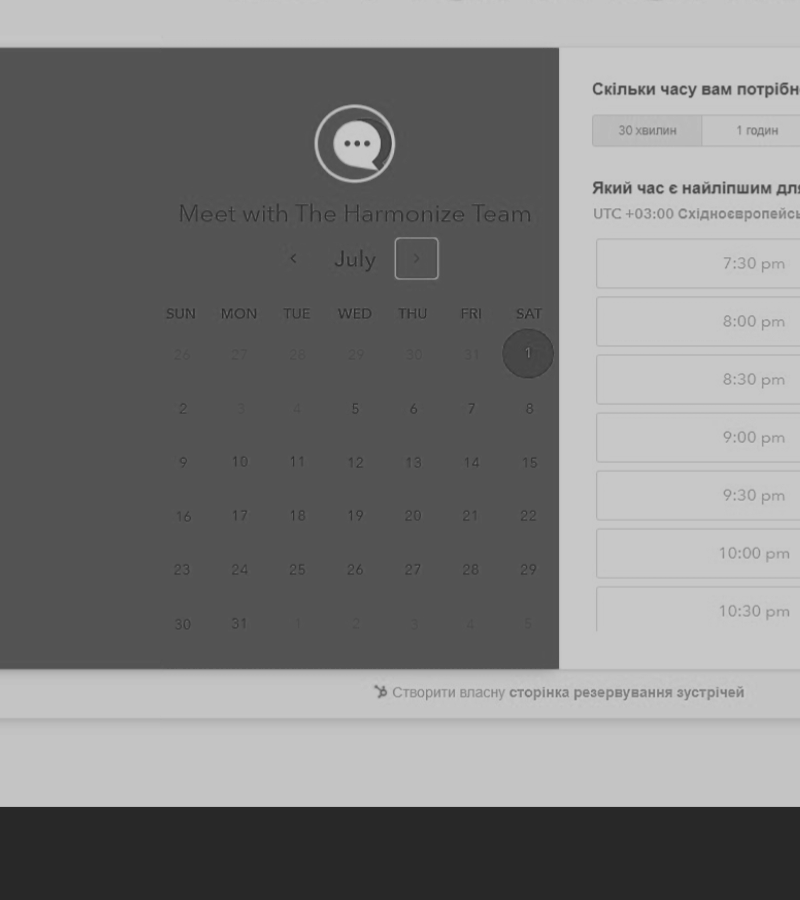 Meet with The Harmonize Team
July
SUN MON TUE WED THU FRI SAT
26 27 28 29 30 31 1
2 3 4 5 6 7 8
9 10 11 12 13 14 15
16 17 18 19 20 21 22
23 24 25 26 27 28 29
30 31 1 2 3 4 5
Скільки часу вам потрібн
30 хвилин 1 годин
Який час є найліпшим для
UTC +03:00 Східноєвропейсь
7:30 pm
8:00 pm
8:30 pm
9:00 pm
9:30 pm
10:00 pm
10:30 pm
Створити власну сторінка резервування зустрічей